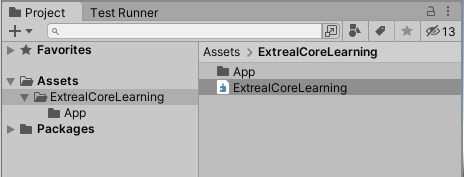 Project Test Runner
13
Favorites
Assets
ExtrealCoreLearning
App
Packages
Assets > ExtrealCoreLearning
App
ExtrealCoreLearning